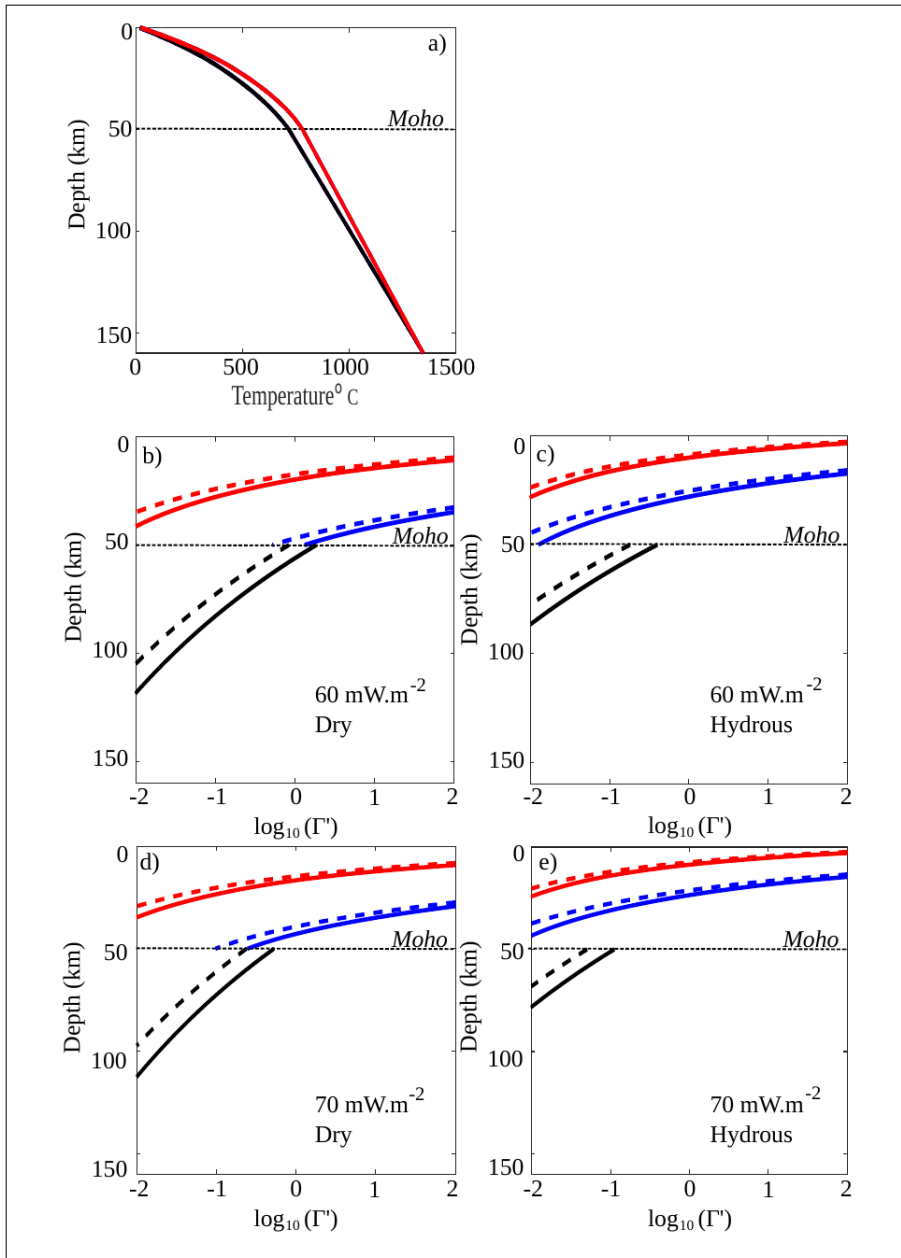 a)
0
50
100
150
Depth (km)
Moho
0 500 1000 1500
Temperature⁰ C
b)
0
50
100
150
Depth (km)
Moho
60 mW.m⁻²
Dry
-2 -1 0 1 2
log₁₀ (Γ')
c)
0
50
100
150
Depth (km)
Moho
60 mW.m⁻²
Hydrous
-2 -1 0 1 2
log₁₀ (Γ')
d)
0
50
100
150
Depth (km)
Moho
70 mW.m⁻²
Dry
-2 -1 0 1 2
log₁₀ (Γ')
e)
0
50
100
150
Depth (km)
Moho
70 mW.m⁻²
Hydrous
-2 -1 0 1 2
log₁₀ (Γ')